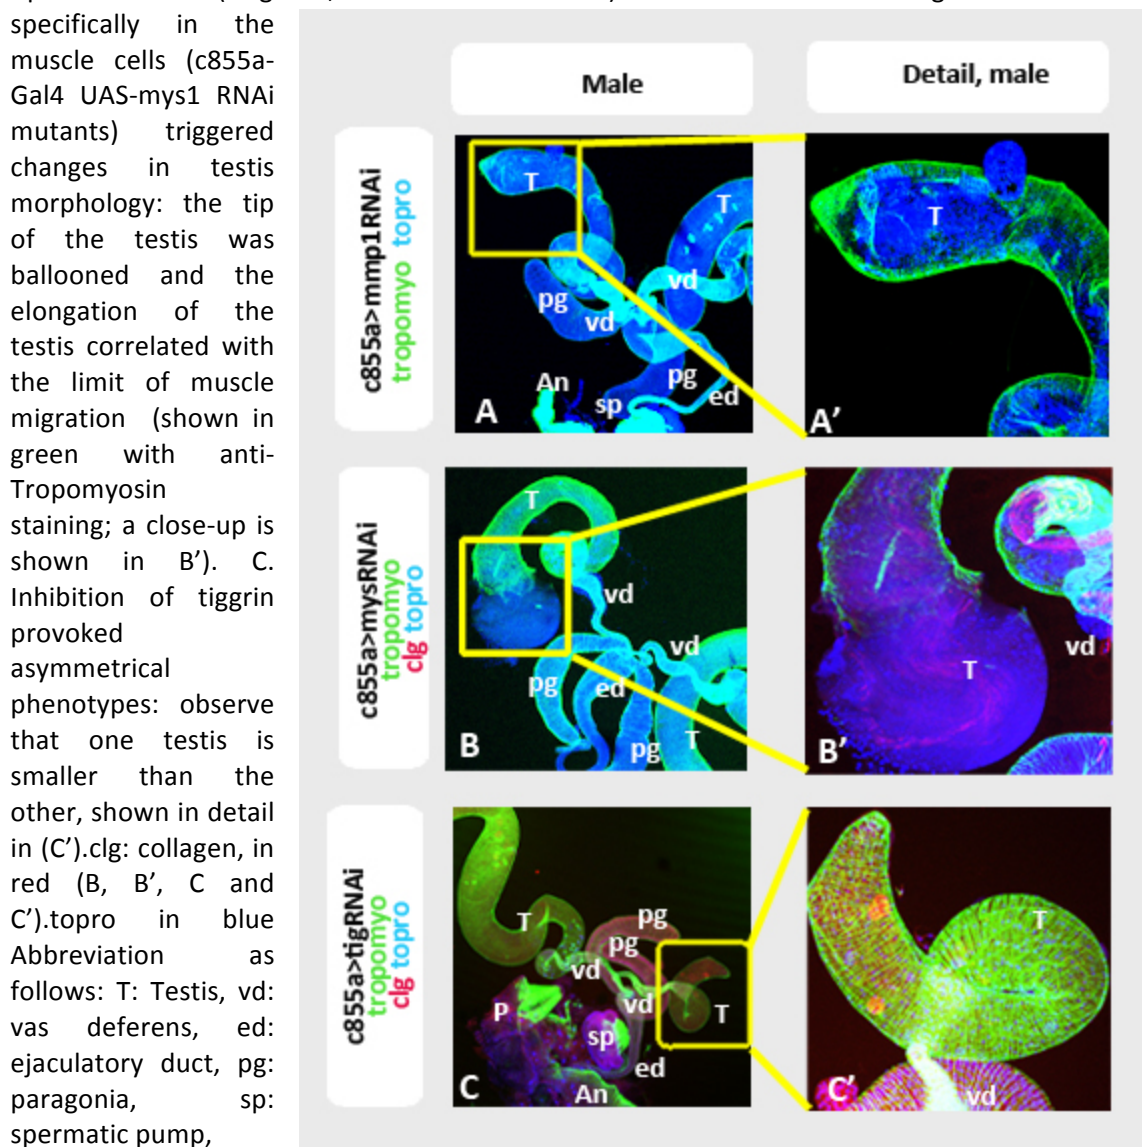 specifically in the
muscle cells (c855a-
Gal4 UAS-mys1 RNAi
mutants) triggered
changes in testis
morphology: the tip
of the testis was
ballooned and the
elongation of the
testis correlated with
the limit of muscle
migration (shown in
green with anti-
Tropomyosin
staining; a close-up is
shown in B’). C.
Inhibition of tiggrin
provoked
asymmetrical
phenotypes: observe
that one testis is
smaller than the
other, shown in detail
in (C’).clg: collagen, in
red (B, B’, C and
C’).topro in blue
Abbreviation as
follows: T: Testis, vd:
vas deferens, ed:
ejaculatory duct, pg:
paragonia, sp:
spermatic pump,
Male
Detail, male
c855a>mmp1RNAi
tropomyo topro
T
T
vd
pg
vd
pg
An
sp
ed
A
T
A’
c855a>mysRNAi
tropomyo
clg topro
T
vd
vd
pg
ed
pg
T
B
T
vd
B’
c855a>tigRNAi
tropomyo
clg topro
T
pg
pg
vd
vd
T
P
sp
ed
An
C
T
vd
C’